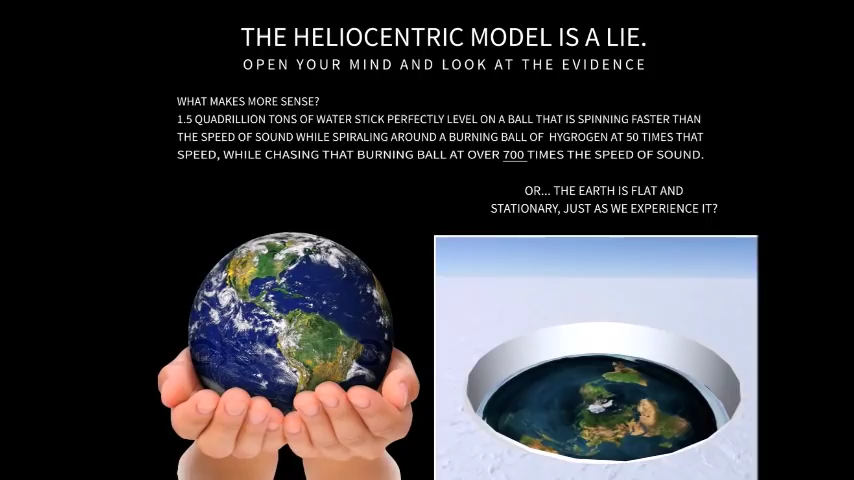 THE HELIOCENTRIC MODEL IS A LIE.
OPEN YOUR MIND AND LOOK AT THE EVIDENCE
WHAT MAKES MORE SENSE?
1.5 QUADRILLION TONS OF WATER STICK PERFECTLY LEVEL ON A BALL THAT IS SPINNING FASTER THAN
THE SPEED OF SOUND WHILE SPIRALING AROUND A BURNING BALL OF HYGROGEN AT 50 TIMES THAT
SPEED, WHILE CHASING THAT BURNING BALL AT OVER 700 TIMES THE SPEED OF SOUND.
OR... THE EARTH IS FLAT AND
STATIONARY, JUST AS WE EXPERIENCE IT?